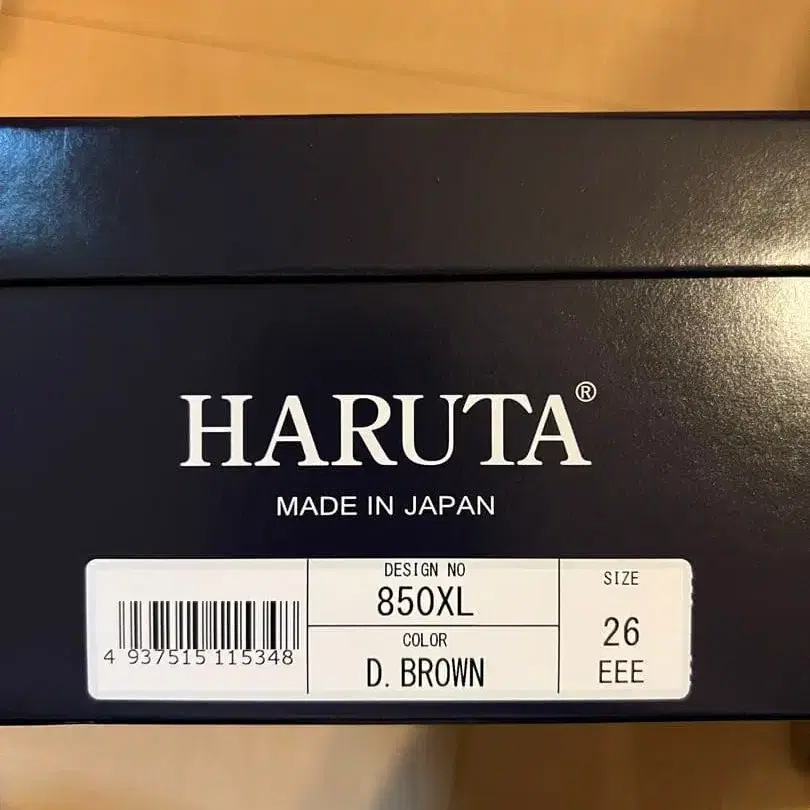 HARUTA®
MADE IN JAPAN
4 937515 115348
DESIGN NO
850XL
COLOR
D. BROWN
SIZE
26
EEE